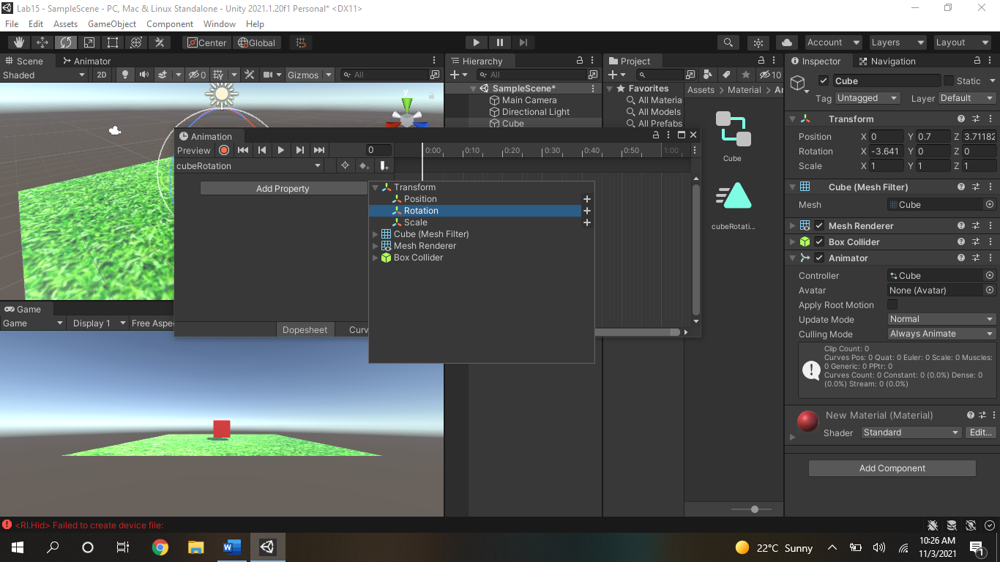 Lab15 - SampleScene - PC, Mac & Linux Standalone - Unity 2021.1.20f1 Personal* <DX11>
File Edit Assets GameObject Component Window Help
Center Global Account Layers Layout
Scene Animator
Shaded 2D 0 Gizmos All
Hierarchy
All
SampleScene*
Main Camera
Directional Light
Cube
Project
10
Favorites
All Materia
All Models
All Prefabs
Assets > Material > An
Cube
cubeRotati...
Animation
Preview 0 0:00 0:10 0:20 0:30 0:40 0:50 1:00
cubeRotation
Add Property
Transform
Position
Rotation
Scale
Cube (Mesh Filter)
Mesh Renderer
Box Collider
Dopesheet Curv
Game
Game Display 1 Free Aspec
Inspector Navigation
Cube Static
Tag Untagged Layer Default
Transform
Position X 0 Y 0.7 Z 3.71182
Rotation X -3.641 Y 0 Z 0
Scale X 1 Y 1 Z 1
Cube (Mesh Filter)
Mesh Cube
Mesh Renderer
Box Collider
Animator
Controller Cube
Avatar None (Avatar)
Apply Root Motion
Update Mode Normal
Culling Mode Always Animate
Clip Count: 0
Curves Pos: 0 Quat: 0 Euler: 0 Scale: 0 Muscles:
0 Generic: 0 PPtr: 0
Curves Count: 0 Constant: 0 (0.0%) Dense: 0
(0.0%) Stream: 0 (0.0%)
New Material (Material)
Shader Standard Edit...
Add Component
<RI.Hid> Failed to create device file:
22°C Sunny
10:26 AM
11/3/2021
1